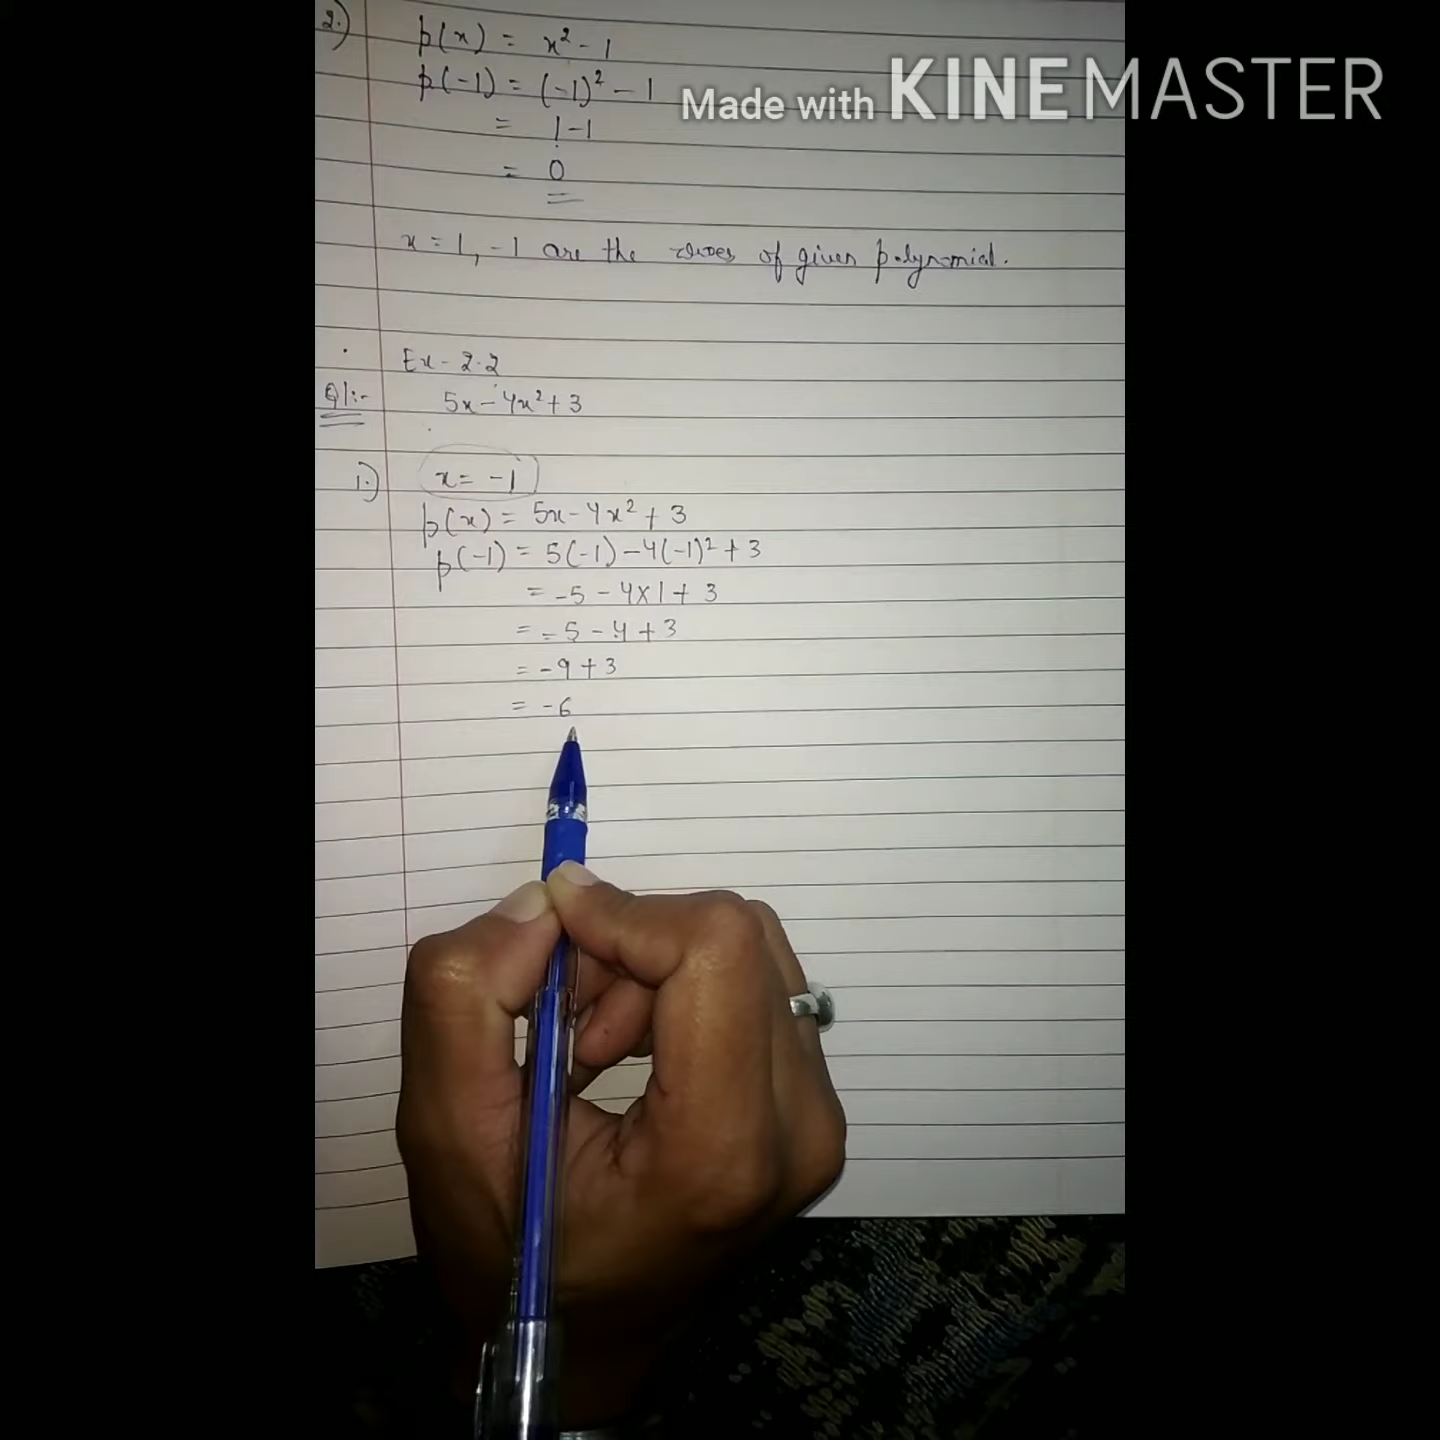 2.)
p(x) = x² - 1
p(-1) = (-1)² - 1
= 1-1
= 0
x = 1, -1 are the zeroes of given polynomial.
Ex - 2.2
Q1:- 5x - 4x² + 3
1.) x = -1
p(x) = 5x - 4x² + 3
p(-1) = 5(-1) - 4(-1)² + 3
= -5 - 4x1 + 3
= -5 - 4 + 3
= -9 + 3
= -6
Made with KINEMASTER